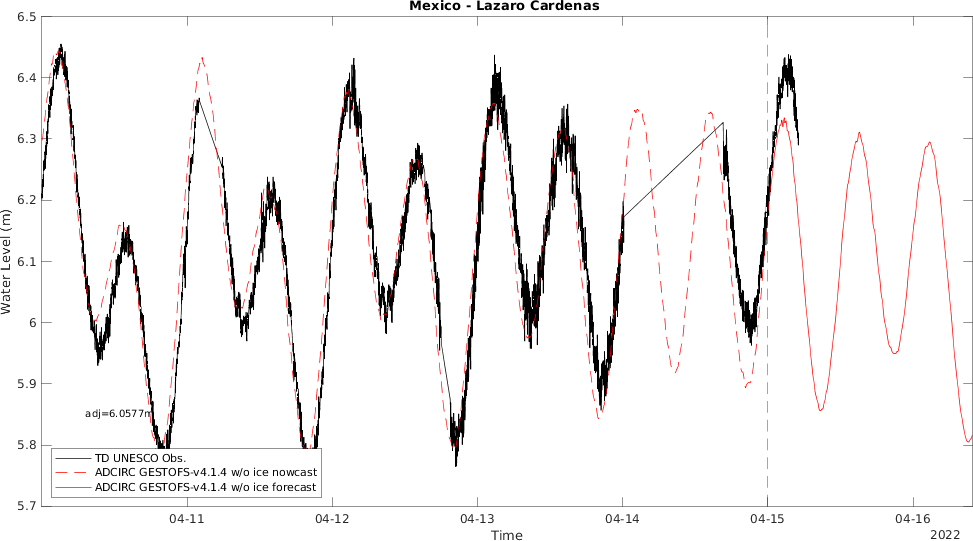 Mexico - Lazaro Cardenas
6.5
6.4
6.3
6.2
6.1
6
5.9
5.8
5.7
Water Level (m)
adj=6.0577m
TD UNESCO Obs.
ADCIRC GESTOFS-v4.1.4 w/o ice nowcast
ADCIRC GESTOFS-v4.1.4 w/o ice forecast
04-11 04-12 04-13 04-14 04-15 04-16
Time
2022